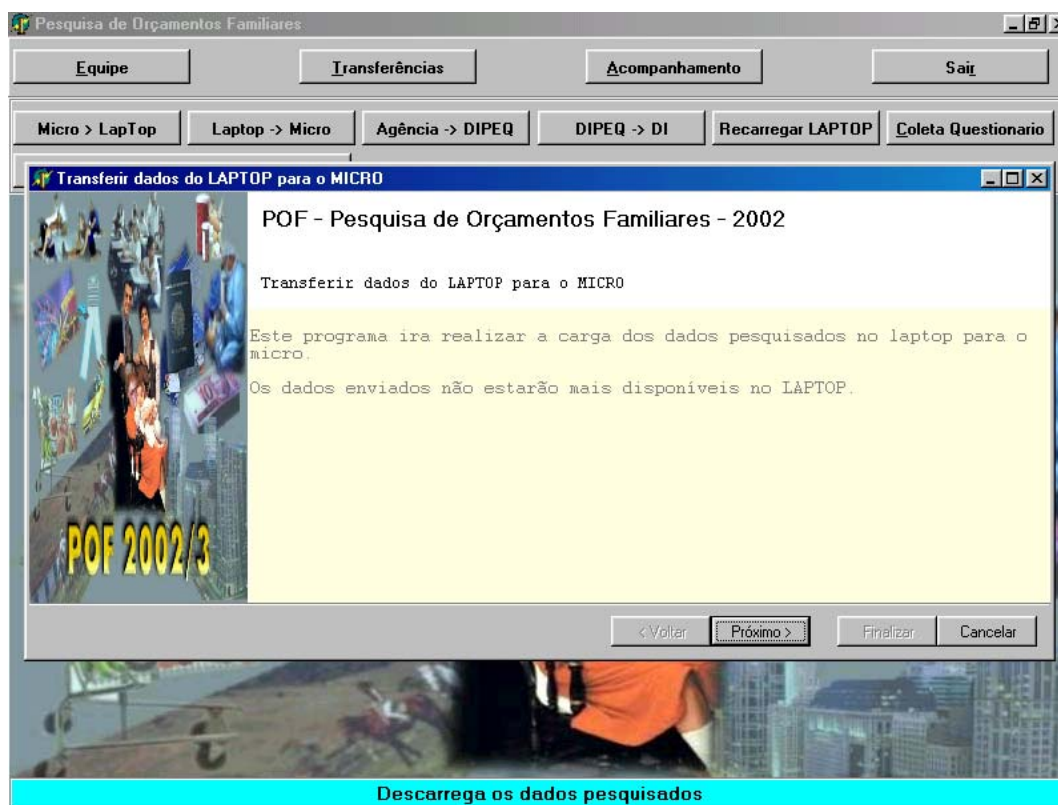 Pesquisa de Orçamentos Familiares
Equipe
Transferências
Acompanhamento
Sair
Micro > LapTop
Laptop -> Micro
Agência -> DIPEQ
DIPEQ -> DI
Recarregar LAPTOP
Coleta Questionario
Transferir dados do LAPTOP para o MICRO
POF - Pesquisa de Orçamentos Familiares - 2002
Transferir dados do LAPTOP para o MICRO
Este programa ira realizar a carga dos dados pesquisados no laptop para o
micro.
Os dados enviados não estarão mais disponíveis no LAPTOP.
POF 2002/3
< Voltar
Próximo >
Finalizar
Cancelar
Descarrega os dados pesquisados